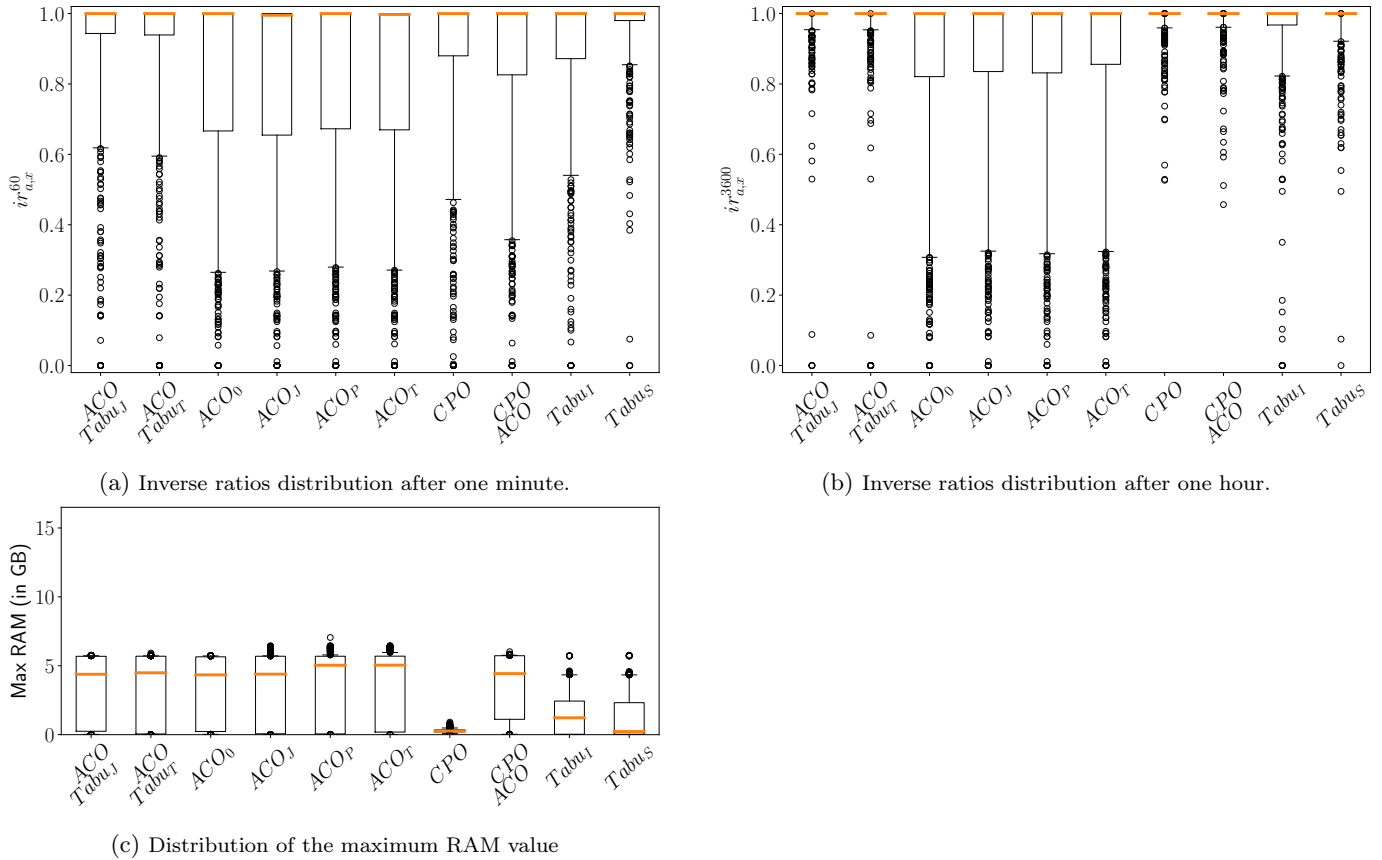 1.0
0.8
0.6
0.4
0.2
0.0
ir^{60}_{a,x}
ACO Tabu_J
ACO Tabu_T
ACO_0
ACO_J
ACO_P
ACO_T
CPO
CPO ACO
Tabu_I
Tabu_S
(a) Inverse ratios distribution after one minute.
1.0
0.8
0.6
0.4
0.2
0.0
ir^{3600}_{a,x}
ACO Tabu_J
ACO Tabu_T
ACO_0
ACO_J
ACO_P
ACO_T
CPO
CPO ACO
Tabu_I
Tabu_S
(b) Inverse ratios distribution after one hour.
15
10
5
0
Max RAM (in GB)
ACO Tabu_J
ACO Tabu_T
ACO_0
ACO_J
ACO_P
ACO_T
CPO
CPO ACO
Tabu_I
Tabu_S
(c) Distribution of the maximum RAM value